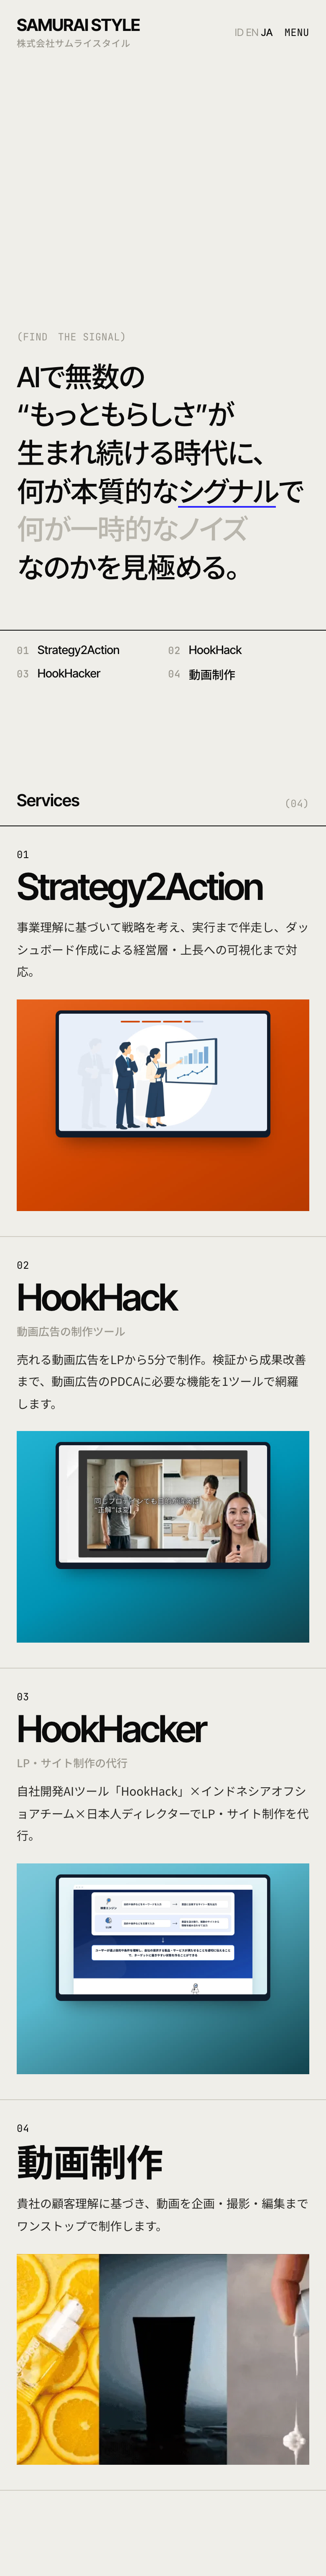 SAMURAI STYLE
株式会社サムライスタイル
ID EN JA MENU
(FIND THE SIGNAL)
AIで無数の
“もっともらしさ”が
生まれ続ける時代に、
何が本質的なシグナルで
何が一時的なノイズ
なのかを見極める。
01 Strategy2Action
02 HookHack
03 HookHacker
04 動画制作
Services
(04)
01
Strategy2Action
事業理解に基づいて戦略を考え、実行まで伴走し、ダッ
シュボード作成による経営層・上長への可視化まで対
応。
02
HookHack
動画広告の制作ツール
売れる動画広告をLPから5分で制作。検証から成果改善
まで、動画広告のPDCAに必要な機能を1ツールで網羅
します。
03
HookHacker
LP・サイト制作の代行
自社開発AIツール「HookHack」×インドネシアオフシ
ョアチーム×日本人ディレクターでLP・サイト制作を代
行。
04
動画制作
貴社の顧客理解に基づき、動画を企画・撮影・編集まで
ワンストップで制作します。